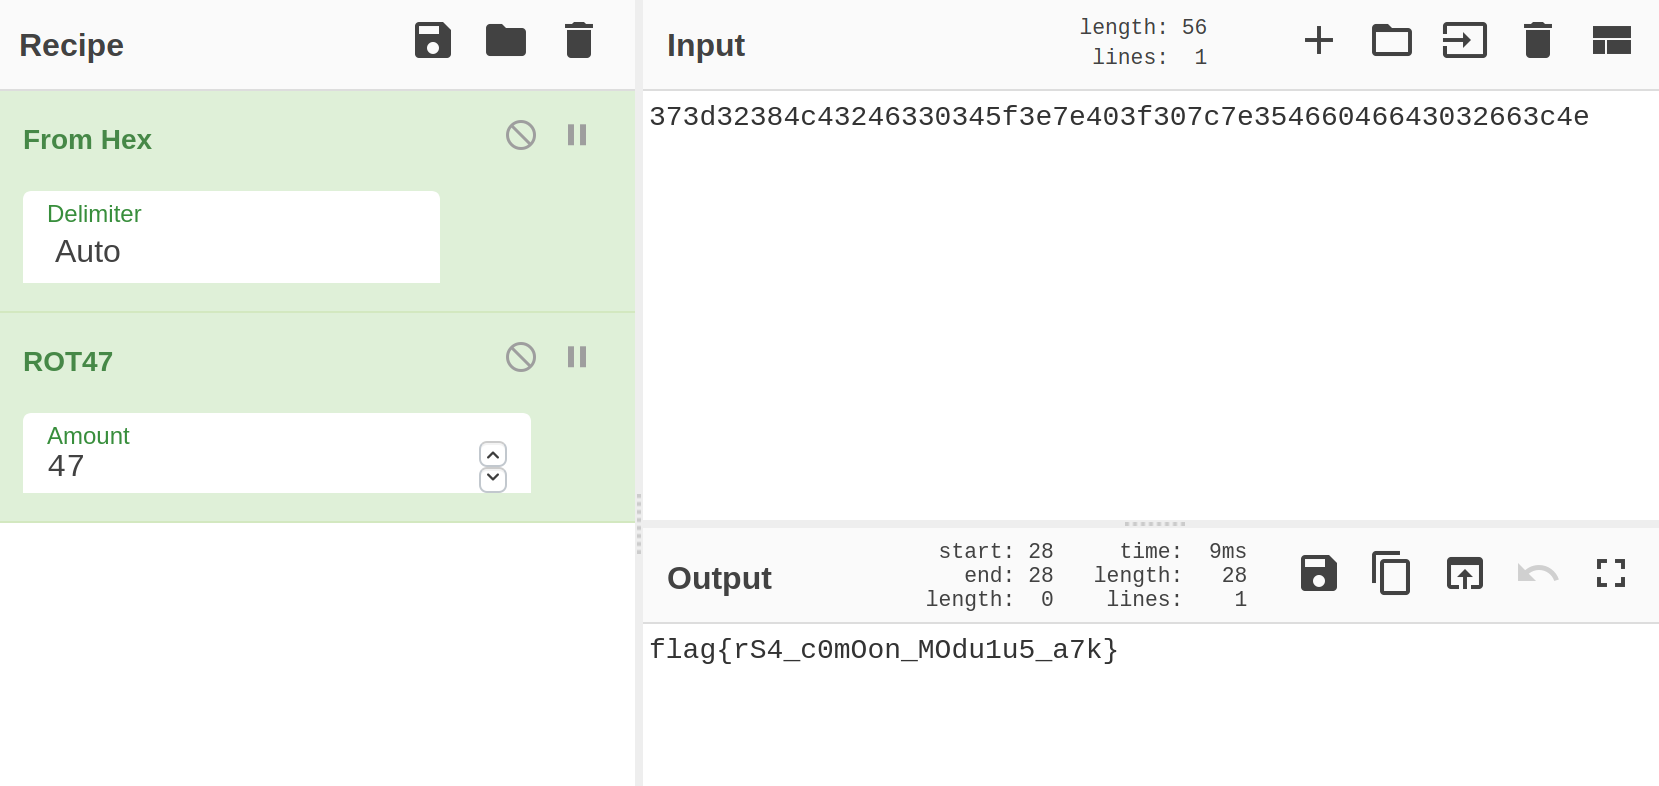 Recipe
From Hex
Delimiter
Auto
ROT47
Amount
47
Input
length: 56
lines: 1
373d32384c43246330345f3e7e403f307c7e35466046643032663c4e
Output
start: 28 time: 9ms
end: 28 length: 28
length: 0 lines: 1
flag{rS4_c0mOon_MOdu1u5_a7k}